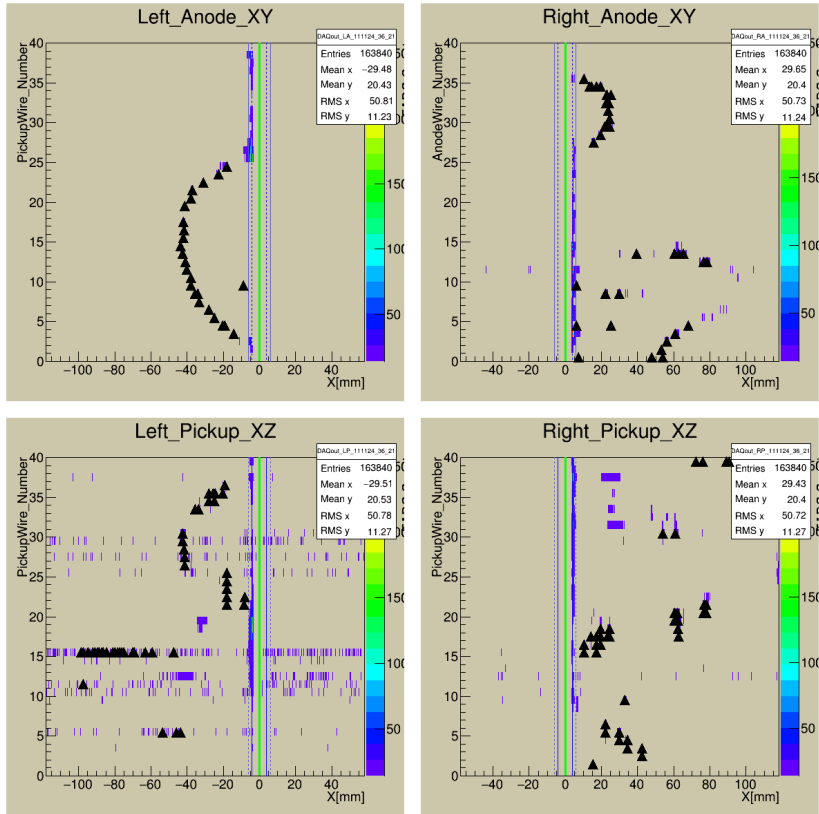 Left_Anode_XY
DAQout_LA_111124_36_21
Entries 163840
Mean x −29.48
Mean y 20.43
RMS x 50.81
RMS y 11.23
PickupWire_Number
40
35
30
25
20
15
10
5
0
−100 −80 −60 −40 −20 0 20 40
X[mm]
150
100
50
Right_Anode_XY
DAQout_RA_111124_36_21
Entries 163840
Mean x 29.65
Mean y 20.4
RMS x 50.73
RMS y 11.24
AnodeWire_Number
40
35
30
25
20
15
10
5
0
−40 −20 0 20 40 60 80 100
X[mm]
150
100
50
Left_Pickup_XZ
DAQout_LP_111124_36_21
Entries 163840
Mean x −29.51
Mean y 20.53
RMS x 50.78
RMS y 11.27
PickupWire_Number
40
35
30
25
20
15
10
5
0
−100 −80 −60 −40 −20 0 20 40
X[mm]
150
100
50
Right_Pickup_XZ
DAQout_RP_111124_36_21
Entries 163840
Mean x 29.43
Mean y 20.4
RMS x 50.72
RMS y 11.27
PickupWire_Number
40
35
30
25
20
15
10
5
0
−40 −20 0 20 40 60 80 100
X[mm]
150
100
50